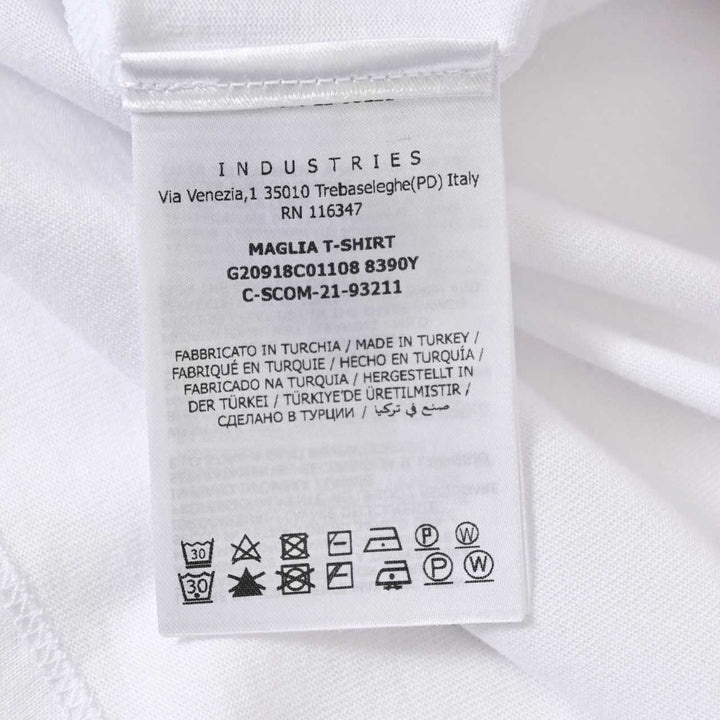 INDUSTRIES
Via Venezia,1 35010 Trebaseleghe(PD) Italy
RN 116347
MAGLIA T-SHIRT
G20918C01108 8390Y
C-SCOM-21-93211
FABBRICATO IN TURCHIA / MADE IN TURKEY /
FABRIQUÉ EN TURQUIE / HECHO EN TURQUÍA /
FABRICADO NA TURQUIA / HERGESTELLT IN
DER TÜRKEI / TÜRKİYE'DE ÜRETILMISTIR /
СДЕЛАНО В ТУРЦИИ / صنع في تركيا
30 P W
30 P W